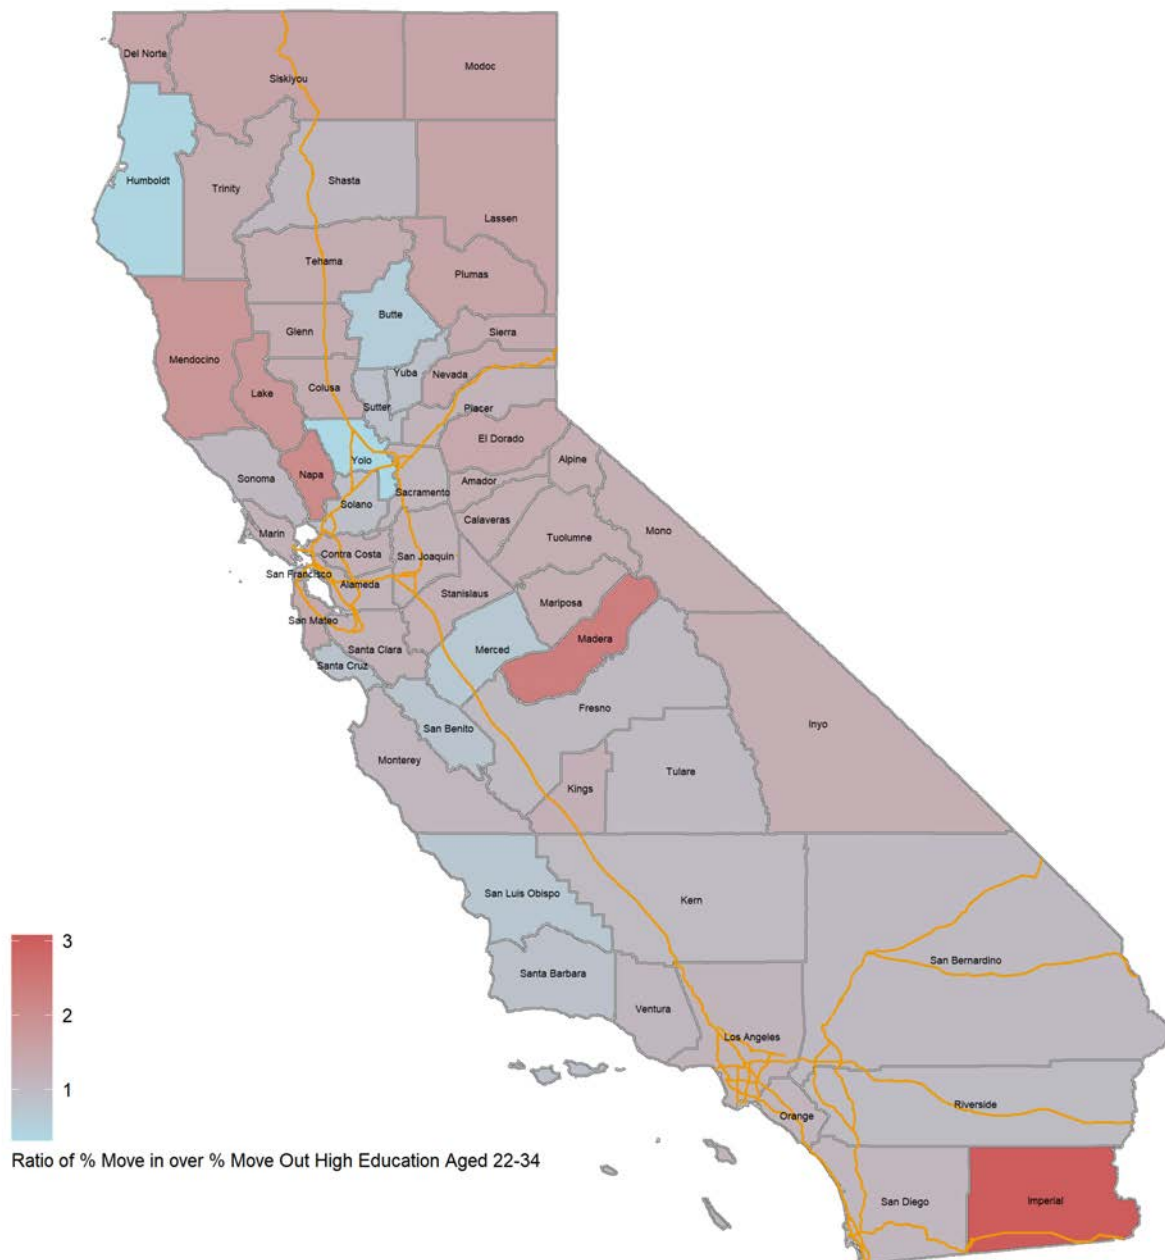 Del Norte
Siskiyou
Modoc
Humboldt
Trinity
Shasta
Lassen
Tehama
Plumas
Butte
Glenn
Sierra
Mendocino
Yuba
Nevada
Lake
Colusa
Sutter
Placer
El Dorado
Yolo
Alpine
Napa
Sonoma
Amador
Sacramento
Solano
Calaveras
Mono
Marin
Tuolumne
Contra Costa
San Joaquin
San Francisco
Alameda
Stanislaus
Mariposa
San Mateo
Madera
Santa Clara
Merced
Santa Cruz
Fresno
Inyo
San Benito
Monterey
Tulare
Kings
San Luis Obispo
Kern
3
San Bernardino
Santa Barbara
Ventura
2
Los Angeles
1
Riverside
Orange
Ratio of % Move in over % Move Out High Education Aged 22-34
San Diego
Imperial